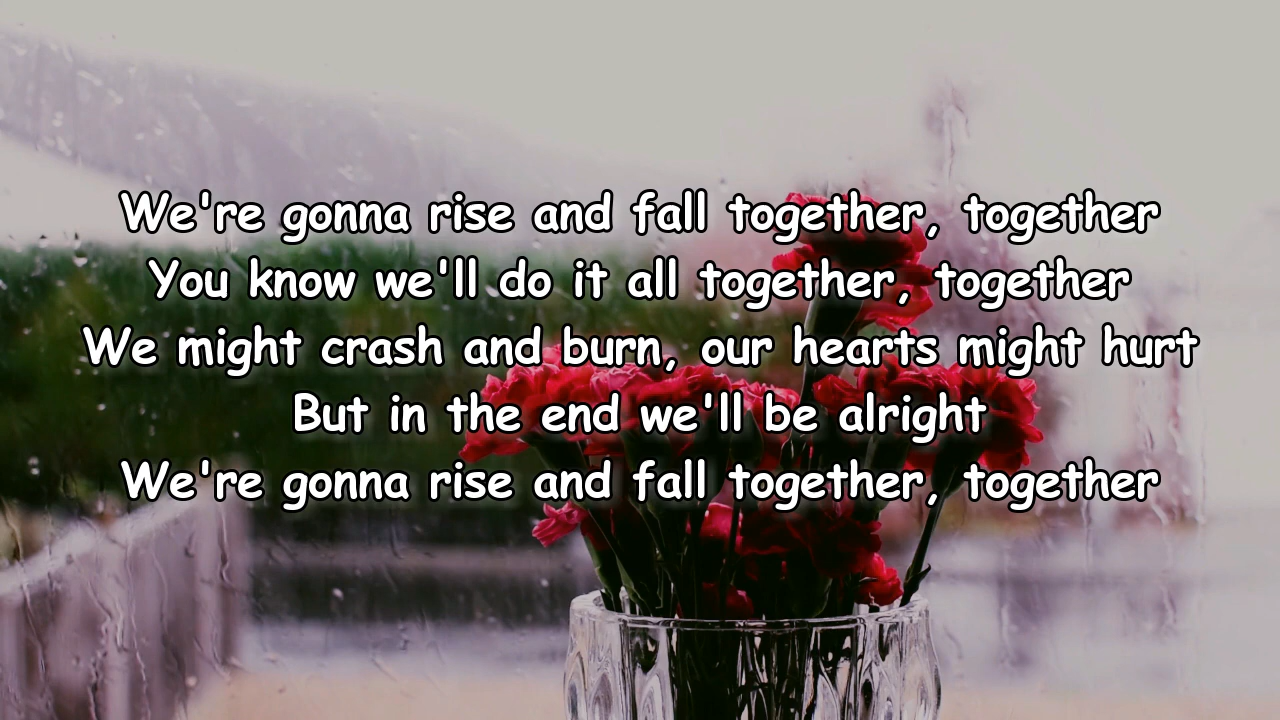 We're gonna rise and fall together, together
You know we'll do it all together, together
We might crash and burn, our hearts might hurt
But in the end we'll be alright
We're gonna rise and fall together, together